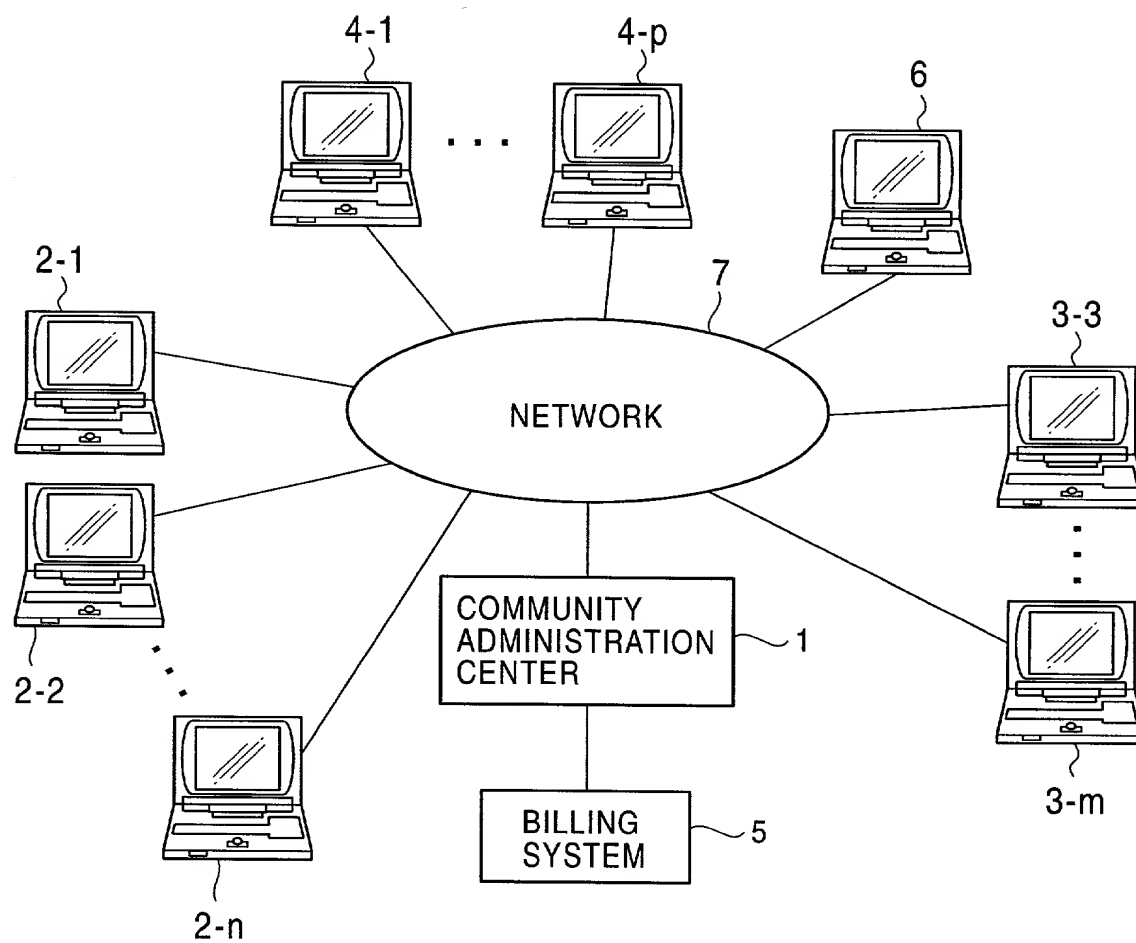 4-1
4-p
6
2-1
7
3-3
NETWORK
COMMUNITY
ADMINISTRATION
CENTER
1
2-2
3-m
BILLING
SYSTEM
5
2-n